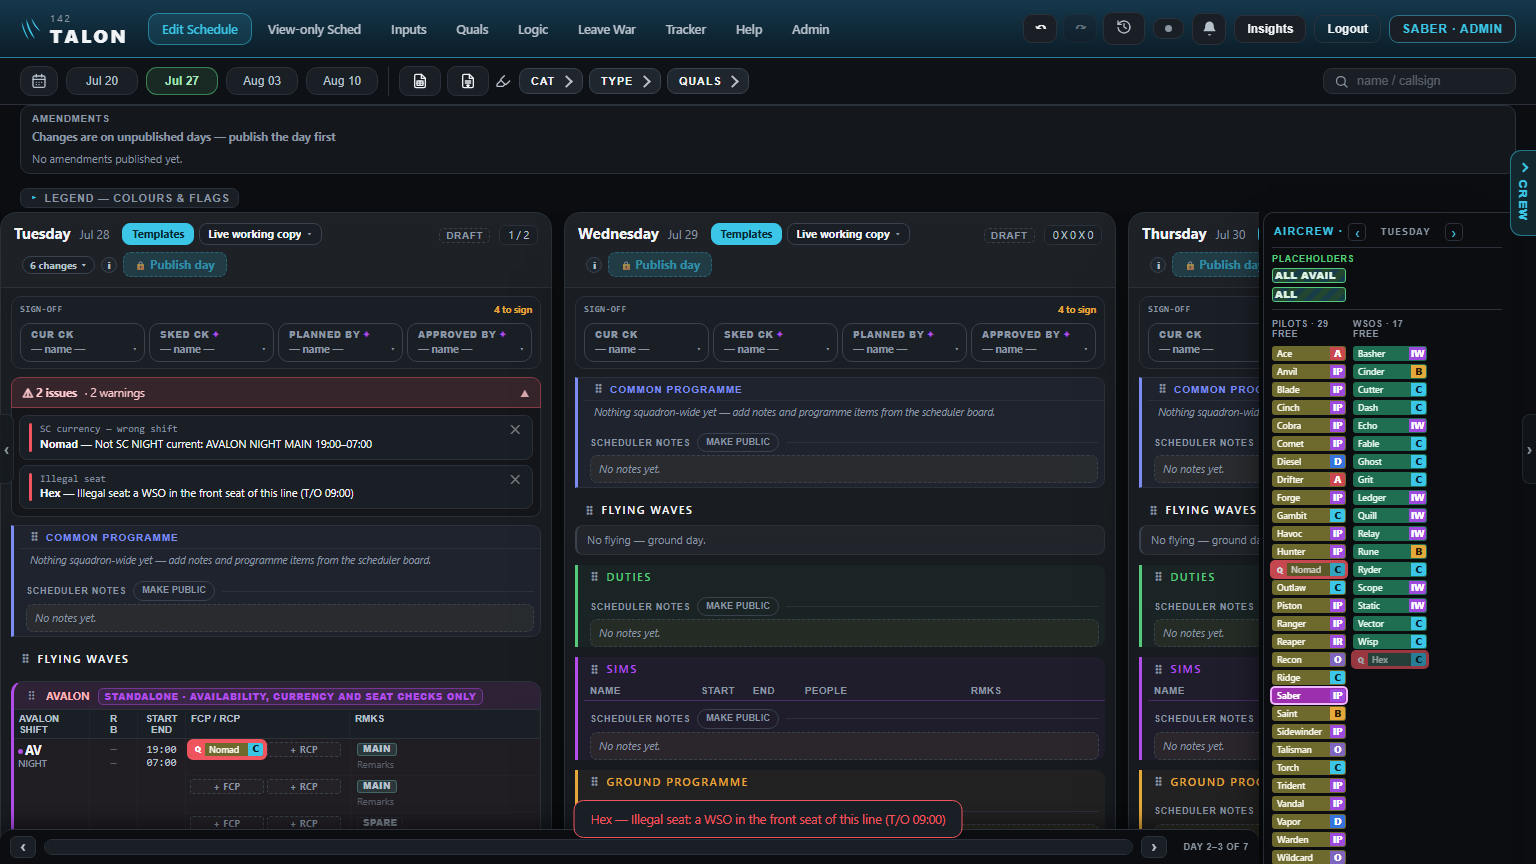 142
TALON
Edit Schedule
View-only Sched
Inputs
Quals
Logic
Leave War
Tracker
Help
Admin
Insights
Logout
SABER · ADMIN
Jul 20
Jul 27
Aug 03
Aug 10
CAT
TYPE
QUALS
name / callsign
AMENDMENTS
Changes are on unpublished days — publish the day first
No amendments published yet.
CREW
LEGEND — COLOURS & FLAGS
Tuesday Jul 28
Templates
Live working copy
DRAFT
1 / 2
6 changes
i
Publish day
SIGN-OFF
4 to sign
CUR CK
— name —
SKED CK
— name —
PLANNED BY
— name —
APPROVED BY
— name —
2 issues · 2 warnings
SC currency — wrong shift
Nomad — Not SC NIGHT current: AVALON NIGHT MAIN 19:00–07:00
Illegal seat
Hex — Illegal seat: a WSO in the front seat of this line (T/O 09:00)
COMMON PROGRAMME
Nothing squadron-wide yet — add notes and programme items from the scheduler board.
SCHEDULER NOTES
MAKE PUBLIC
No notes yet.
FLYING WAVES
AVALON
STANDALONE · AVAILABILITY, CURRENCY AND SEAT CHECKS ONLY
AVALON SHIFT
R B
START END
FCP / RCP
RMKS
AV
NIGHT
—
—
19:00
07:00
Q Nomad C
+ RCP
MAIN
Remarks
+ FCP
+ RCP
MAIN
Remarks
+ FCP
+ RCP
SPARE
Wednesday Jul 29
Templates
Live working copy
DRAFT
0 X 0 X 0
i
Publish day
SIGN-OFF
4 to sign
CUR CK
— name —
SKED CK
— name —
PLANNED BY
— name —
APPROVED BY
— name —
COMMON PROGRAMME
Nothing squadron-wide yet — add notes and programme items from the scheduler board.
SCHEDULER NOTES
MAKE PUBLIC
No notes yet.
FLYING WAVES
No flying — ground day.
DUTIES
SCHEDULER NOTES
MAKE PUBLIC
No notes yet.
SIMS
NAME
START
END
PEOPLE
RMKS
SCHEDULER NOTES
MAKE PUBLIC
No notes yet.
GROUND PROGRAMME
Hex — Illegal seat: a WSO in the front seat of this line (T/O 09:00)
Thursday Jul 30
i
Publish da
SIGN-OFF
CUR CK
— name —
COMMON PROG
Nothing squadron-
SCHEDULER NOTES
No notes yet.
FLYING WAVES
No flying — ground da
DUTIES
SCHEDULER NOTES
No notes yet.
SIMS
NAME
SCHEDULER NOTES
No notes yet.
GROUND PROG
SCHEDULER NOTES
AIRCREW ·
TUESDAY
PLACEHOLDERS
ALL AVAIL
ALL
PILOTS · 29 FREE
Ace A
Anvil IP
Blade IP
Cinch IP
Cobra IP
Comet IP
Diesel D
Drifter A
Forge IP
Gambit C
Havoc IP
Hunter IP
Q Nomad C
Outlaw C
Piston IP
Ranger IP
Reaper IR
Recon O
Ridge C
Saber IP
Saint B
Sidewinder IP
Talisman O
Torch C
Trident IP
Vandal IP
Vapor D
Warden IP
Wildcard O
WSOS · 17 FREE
Basher IW
Cinder B
Cutter C
Dash C
Echo IW
Fable C
Ghost C
Grit C
Ledger IW
Quill IW
Relay IW
Rune B
Ryder C
Scope IW
Static IW
Vector C
Wisp C
Q Hex C
DAY 2–3 OF 7